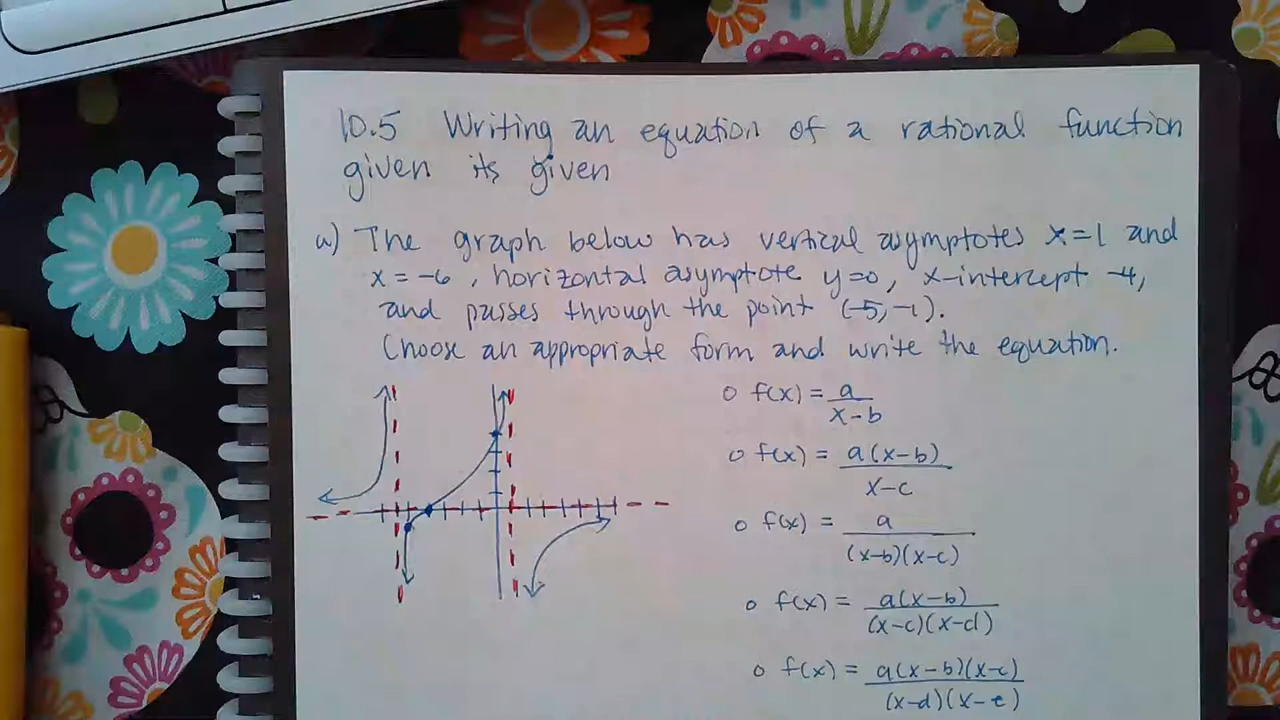 10.5 Writing an equation of a rational function
given its given
a) The graph below has vertical asymptotes x=1 and
x=-6, horizontal asymptote y=0, x-intercept -4,
and passes through the point (-5,-1).
Choose an appropriate form and write the equation.
○ f(x) = a/(x-b)
○ f(x) = a(x-b)/(x-c)
○ f(x) = a/((x-b)(x-c))
○ f(x) = a(x-b)/((x-c)(x-d))
○ f(x) = a(x-b)(x-c)/((x-d)(x-e))